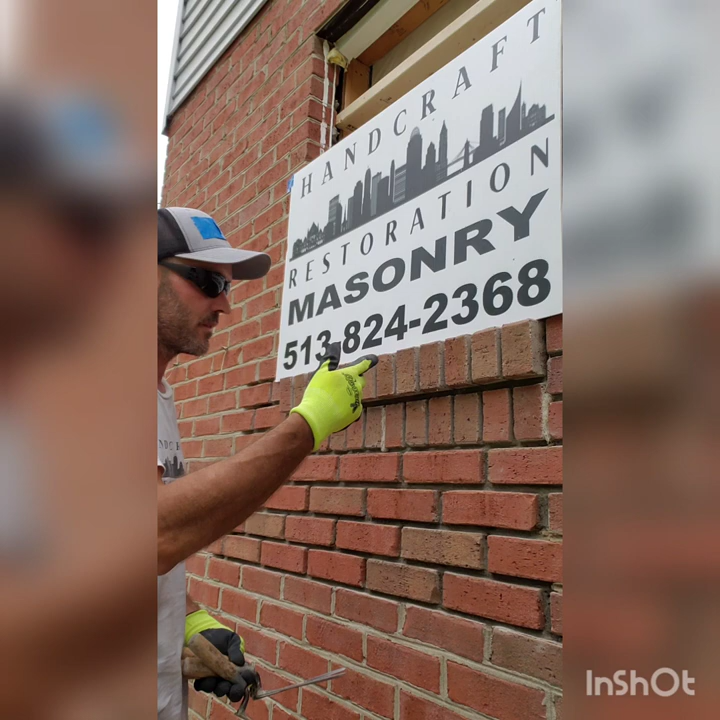 HANDCRAFT
RESTORATION
MASONRY
513-824-2368
InShOt